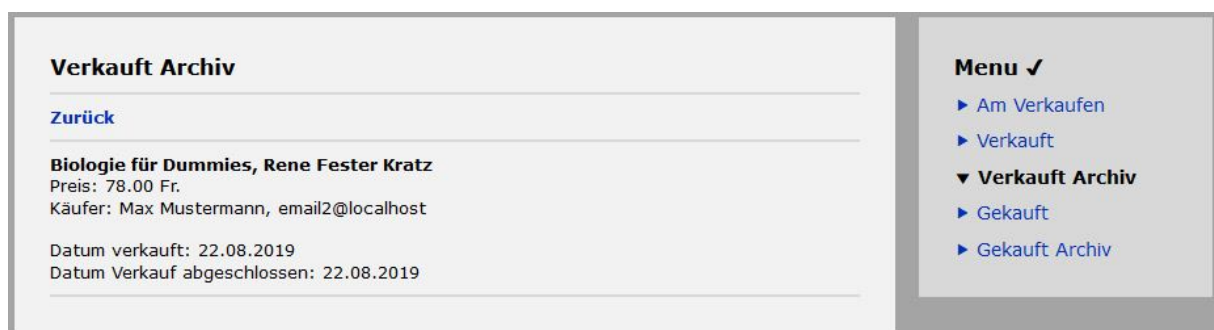 Verkauft Archiv
Zurück
Biologie für Dummies, Rene Fester Kratz
Preis: 78.00 Fr.
Käufer: Max Mustermann, email2@localhost
Datum verkauft: 22.08.2019
Datum Verkauf abgeschlossen: 22.08.2019
Menu ✓
▶ Am Verkaufen
▶ Verkauft
▼ Verkauft Archiv
▶ Gekauft
▶ Gekauft Archiv